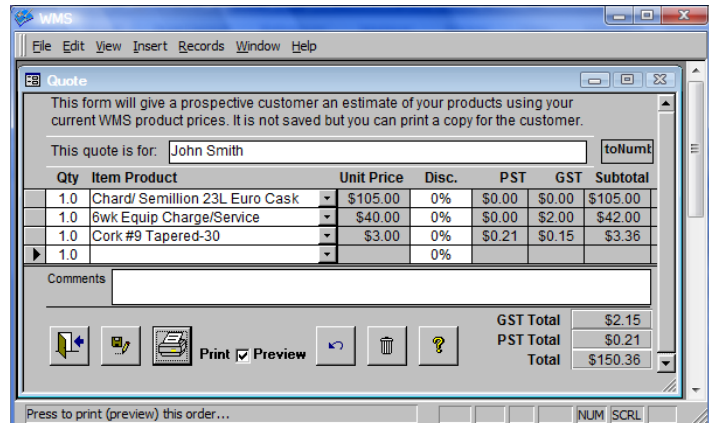 WMS
File Edit View Insert Records Window Help
Quote
This form will give a prospective customer an estimate of your products using your
current WMS product prices. It is not saved but you can print a copy for the customer.
This quote is for: John Smith toNumb
Qty Item Product Unit Price Disc. PST GST Subtotal
1.0 Chard/ Semillion 23L Euro Cask $105.00 0% $0.00 $0.00 $105.00
1.0 6wk Equip Charge/Service $40.00 0% $0.00 $2.00 $42.00
1.0 Cork #9 Tapered-30 $3.00 0% $0.21 $0.15 $3.36
1.0 0%
Comments
GST Total $2.15
PST Total $0.21
Print Preview
Total $150.36
Press to print (preview) this order... NUM SCRL